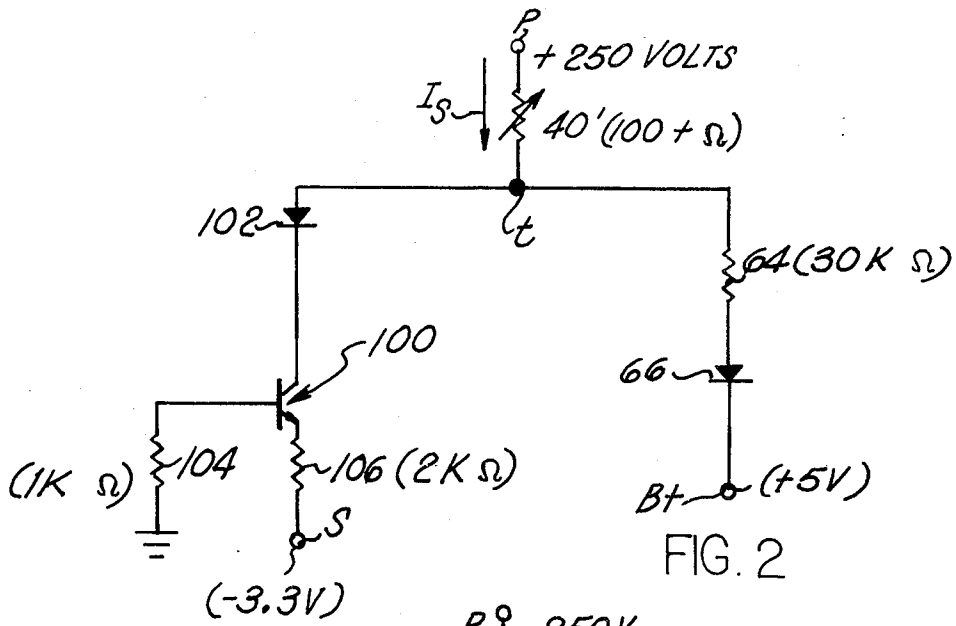 P
+ 250 VOLTS
I_S
40' (100 + Ω)
102
t
64 (30K Ω)
100
66
(1K Ω)
104
106 (2K Ω)
B+
(+5V)
S
FIG. 2
(-3.3V)
P 250V